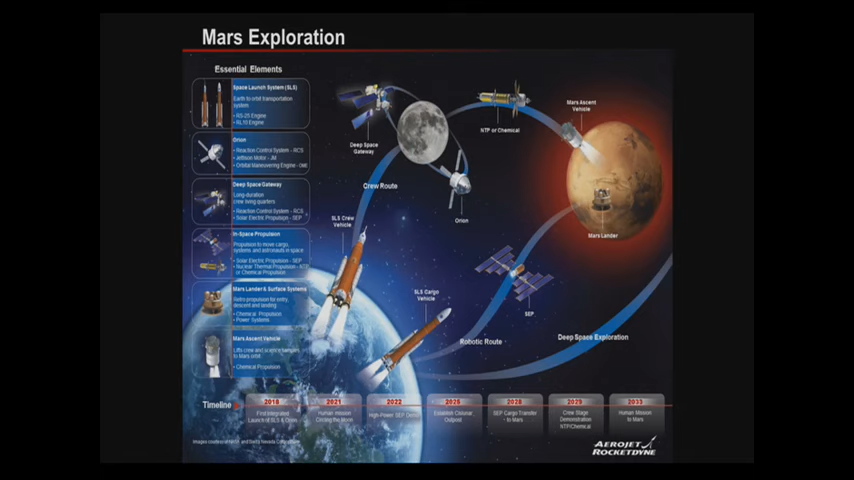 Mars Exploration
Essential Elements
Space Launch System (SLS)
Earth to orbit transportation
system
• RS-25 Engine
• RL10 Engine
Orion
• Reaction Control System - RCS
• Jettison Motor - JM
• Orbital Maneuvering Engine - OME
Deep Space Gateway
Long-duration
crew living quarters
• Reaction Control System - RCS
• Solar Electric Propulsion - SEP
In-Space Propulsion
Propulsion to move cargo,
systems and astronauts in space
• Solar Electric Propulsion - SEP
• Nuclear Thermal Propulsion - NTP
or Chemical Propulsion
Mars Lander & Surface Systems
Retro propulsion for entry,
descent and landing
• Chemical Propulsion
• Power Systems
Mars Ascent Vehicle
Lifts crew and science samples
to Mars orbit
• Chemical Propulsion
Deep Space
Gateway
NTP or Chemical
Mars Ascent
Vehicle
Crew Route
Orion
Mars Lander
SLS Crew
Vehicle
SLS Cargo
Vehicle
SEP
Robotic Route
Deep Space Exploration
Timeline
2018
First Integrated
Launch of SLS & Orion
2021
Human mission
Circling the Moon
2022
High-Power SEP Demo
Establish Cislunar
Outpost
2028
SEP Cargo Transfer
to Mars
2029
Crew Stage
Demonstration
NTP/Chemical
2033
Human Mission
to Mars
Images courtesy of NASA and Sierra Nevada Corporation
AEROJET
ROCKETDYNE